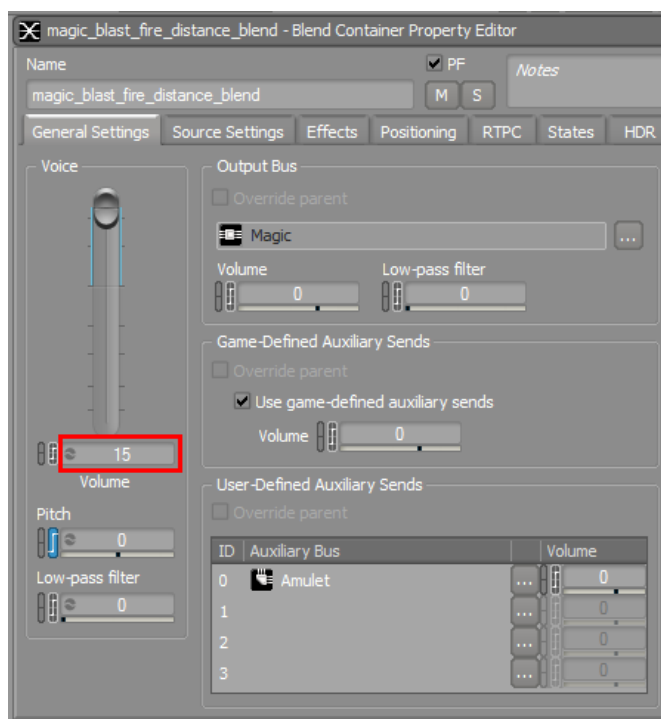 magic_blast_fire_distance_blend - Blend Container Property Editor
Name
PF
Notes
magic_blast_fire_distance_blend
M S
General Settings Source Settings Effects Positioning RTPC States HDR
Voice
15
Volume
Pitch
0
Low-pass filter
0
Output Bus
Override parent
Magic
...
Volume Low-pass filter
0 0
Game-Defined Auxiliary Sends
Override parent
Use game-defined auxiliary sends
Volume 0
User-Defined Auxiliary Sends
Override parent
ID Auxiliary Bus Volume
0 Amulet ... 0
1 ... 0
2 ... 0
3 ... 0